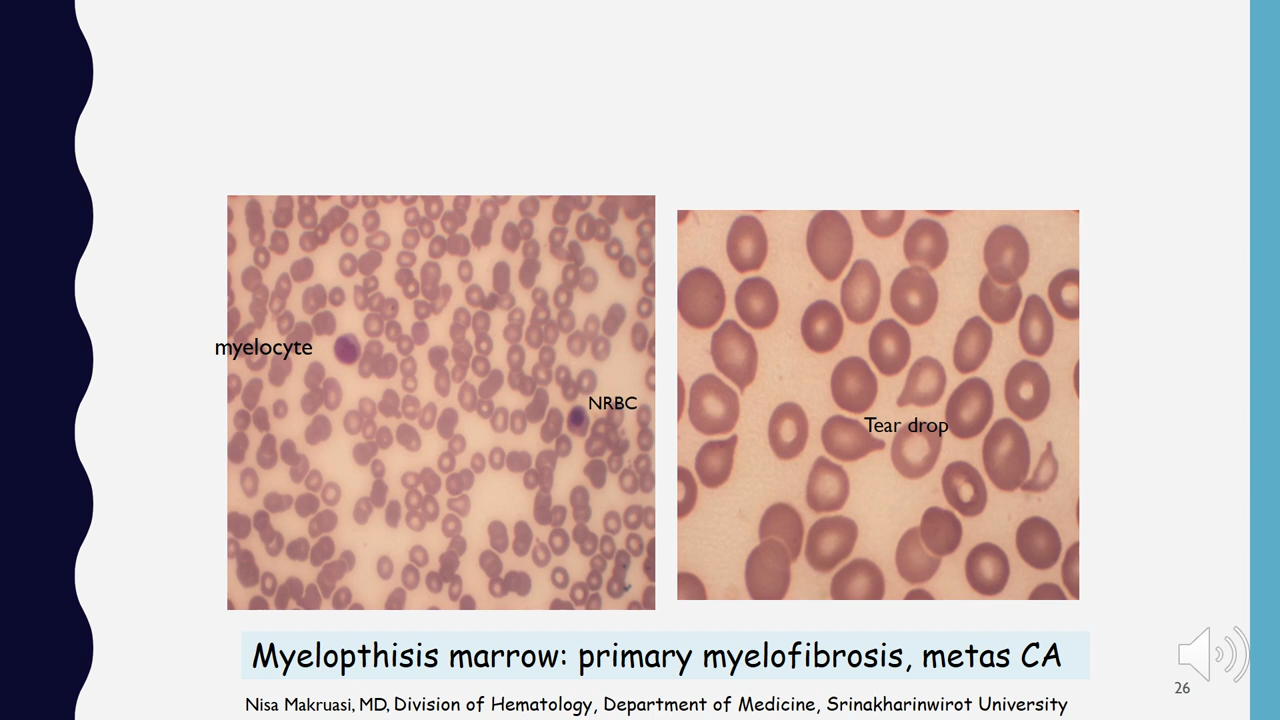 myelocyte
NRBC
Tear drop
Myelopthisis marrow: primary myelofibrosis, metas CA
26
Nisa Makruasi, MD, Division of Hematology, Department of Medicine, Srinakharinwirot University